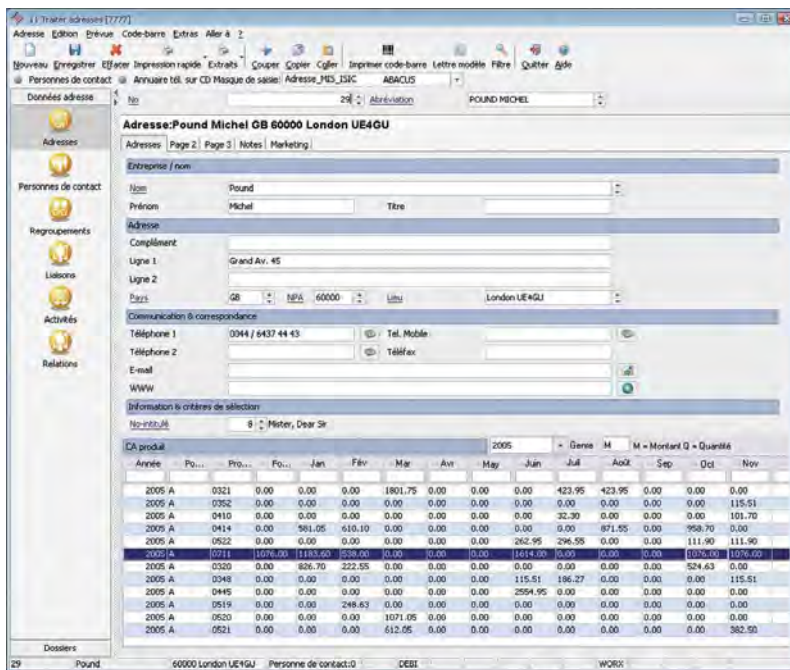 11 Traiter adresses [7777]
Adresse Edition Prévue Code-barre Extras Aller à ?
Nouveau Enregistrer Effacer Impression rapide Extraits Couper Copier Coller Imprimer code-barre Lettre modèle Filtre Quitter Aide
Personnes de contact Annuaire tél. sur CD Masque de saisie: Adresse_MIS_ISIC ABACUS
Données adresse No 29 Abréviation POUND MICHEL
Adresse:Pound Michel GB 60000 London UE4GU
Adresses Adresses Page 2 Page 3 Notes Marketing
Entreprise / nom
Personnes de contact Nom Pound
Prénom Michel Titre
Regroupements Adresse
Complément
Liaisons Ligne 1 Grand Av. 45
Ligne 2
Pays GB NPA 60000 Lieu London UE4GU
Activités Communication & correspondance
Téléphone 1 0044 / 6437 44 43 Tel. Mobile
Relations Téléphone 2 Téléfax
E-mail
WWW
Information & critères de sélection
No-intitulé 8 Mister, Dear Sir
CA produit 2005 Genre M M = Montant Q = Quantité
Année Po... Pro... Fo... Jan Fév Mar Avr May Juin Juil Août Sep Oct Nov
2005 A 0321 0.00 0.00 0.00 1801.75 0.00 0.00 0.00 423.95 423.95 0.00 0.00 0.00
2005 A 0352 0.00 0.00 0.00 0.00 0.00 0.00 0.00 0.00 0.00 0.00 0.00 115.51
2005 A 0410 0.00 0.00 0.00 0.00 0.00 0.00 0.00 32.30 0.00 0.00 0.00 101.70
2005 A 0414 0.00 581.05 610.10 0.00 0.00 0.00 0.00 0.00 871.55 0.00 958.70 0.00
2005 A 0522 0.00 0.00 0.00 0.00 0.00 0.00 262.95 296.55 0.00 0.00 111.90 111.90
2005 A 0711 1076.00 1183.60 538.00 0.00 0.00 0.00 1614.00 0.00 0.00 0.00 1076.00 1076.00
2005 A 0320 0.00 826.70 222.55 0.00 0.00 0.00 0.00 0.00 0.00 0.00 524.63 0.00
2005 A 0348 0.00 0.00 0.00 0.00 0.00 0.00 115.51 186.27 0.00 0.00 0.00 115.51
2005 A 0445 0.00 0.00 0.00 0.00 0.00 0.00 2554.95 0.00 0.00 0.00 0.00 0.00
2005 A 0519 0.00 0.00 248.63 0.00 0.00 0.00 0.00 0.00 0.00 0.00 0.00 0.00
2005 A 0520 0.00 0.00 0.00 1071.05 0.00 0.00 0.00 0.00 0.00 0.00 0.00 0.00
2005 A 0521 0.00 0.00 0.00 612.05 0.00 0.00 0.00 0.00 0.00 0.00 0.00 382.50
Dossiers
29 Pound 60000 London UE4GU Personne de contact:0 DEBI WORX